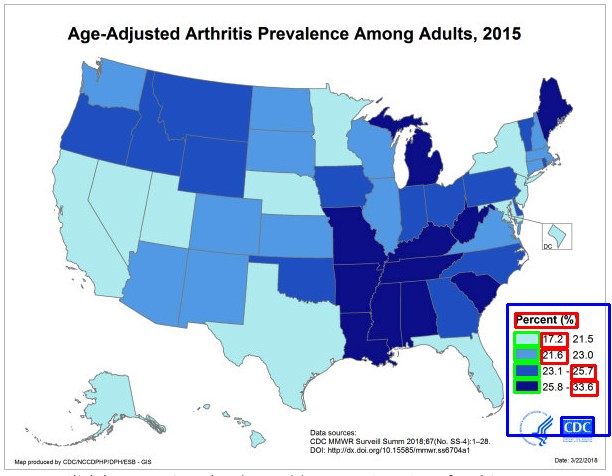 Age-Adjusted Arthritis Prevalence Among Adults, 2015
DC
Percent (%
17.2 21.5
21.6 23.0
23.1 - 25.7
25.8 - 33.6
CDC
Data sources:
CDC MMWR Surveill Summ 2018;67(No. SS-4):1–28.
DOI: http://dx.doi.org/10.15585/mmwr.ss6704a1
Map produced by CDC/NCCDPHP/DPH/ESB - GIS
Date: 3/22/2018